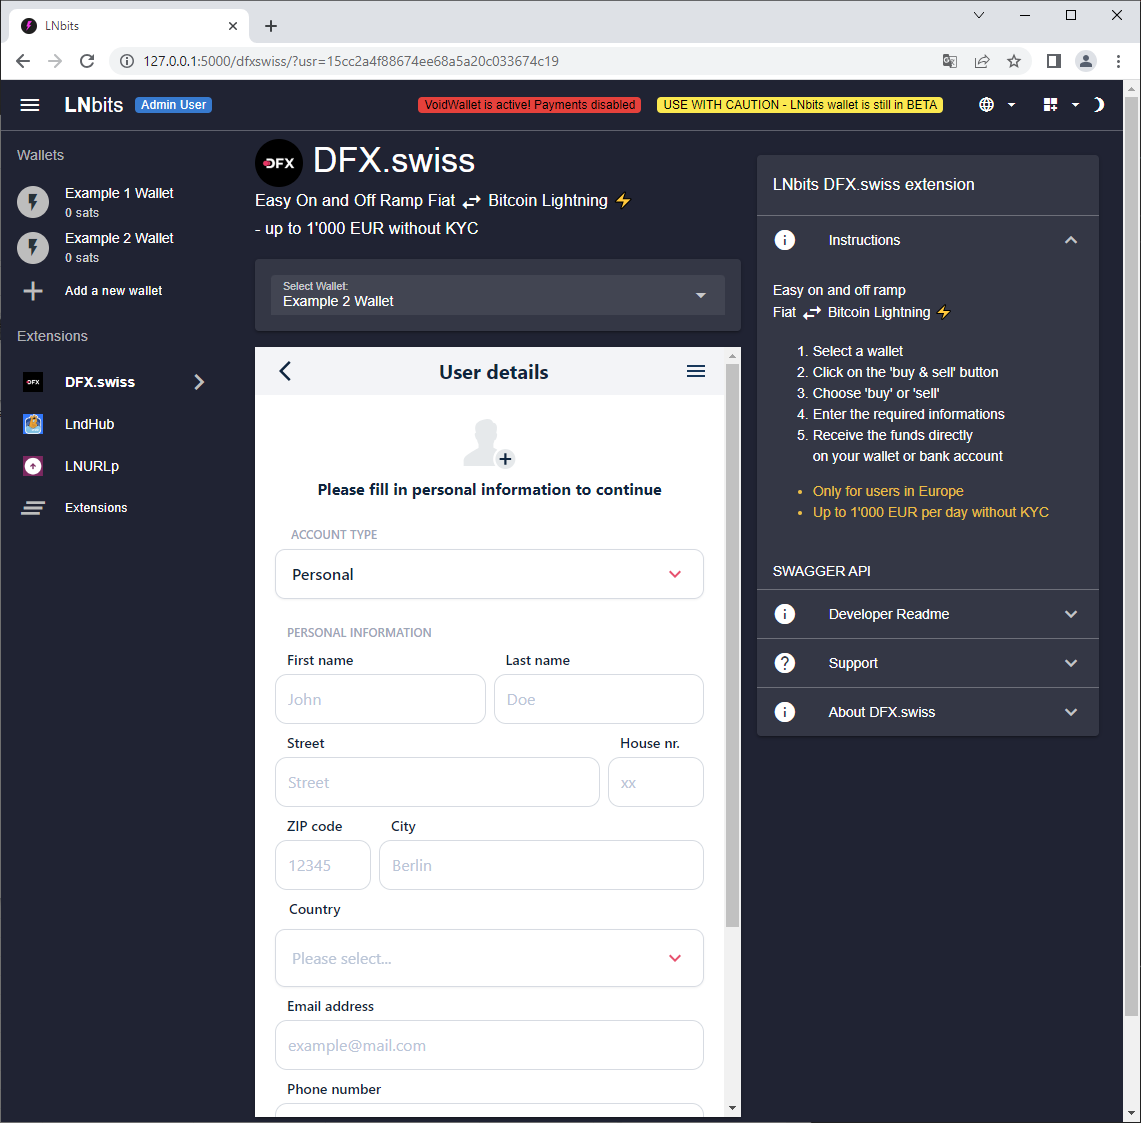 LNbits
127.0.0.1:5000/dfxswiss/?usr=15cc2a4f88674ee68a5a20c033674c19
LNbits Admin User VoidWallet is active! Payments disabled USE WITH CAUTION - LNbits wallet is still in BETA
Wallets
Example 1 Wallet
0 sats
Example 2 Wallet
0 sats
Add a new wallet
Extensions
DFX DFX.swiss
LndHub
LNURLp
Extensions
DFX DFX.swiss
Easy On and Off Ramp Fiat Bitcoin Lightning ⚡
- up to 1'000 EUR without KYC
Select Wallet:
Example 2 Wallet
User details
Please fill in personal information to continue
ACCOUNT TYPE
Personal
PERSONAL INFORMATION
First name Last name
John Doe
Street House nr.
Street xx
ZIP code City
12345 Berlin
Country
Please select...
Email address
example@mail.com
Phone number
LNbits DFX.swiss extension
Instructions
Easy on and off ramp
Fiat Bitcoin Lightning ⚡
1. Select a wallet
2. Click on the 'buy & sell' button
3. Choose 'buy' or 'sell'
4. Enter the required informations
5. Receive the funds directly
on your wallet or bank account
• Only for users in Europe
• Up to 1'000 EUR per day without KYC
SWAGGER API
Developer Readme
Support
About DFX.swiss